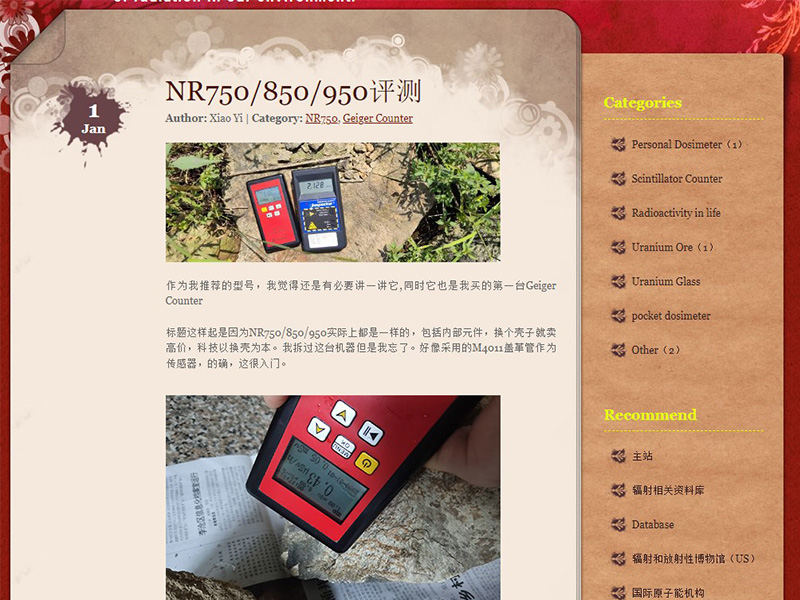 of radiation in our environment.
1
Jan
NR750/850/950评测
Author: Xiao Yi | Category: NR750, Geiger Counter
作为我推荐的型号，我觉得还是有必要讲一讲它,同时它也是我买的第一台Geiger
Counter
标题这样起是因为NR750/850/950实际上都是一样的，包括内部元件，换个壳子就卖
高价，科技以换壳为本。我拆过这台机器但是我忘了。好像采用的M4011盖革管作为
传感器，的确，这很入门。
0.43
Categories
Personal Dosimeter（1）
Scintillator Counter
Radioactivity in life
Uranium Ore（1）
Uranium Glass
pocket dosimeter
Other（2）
Recommend
主站
辐射相关资料库
Database
辐射和放射性博物馆（US）
国际原子能机构